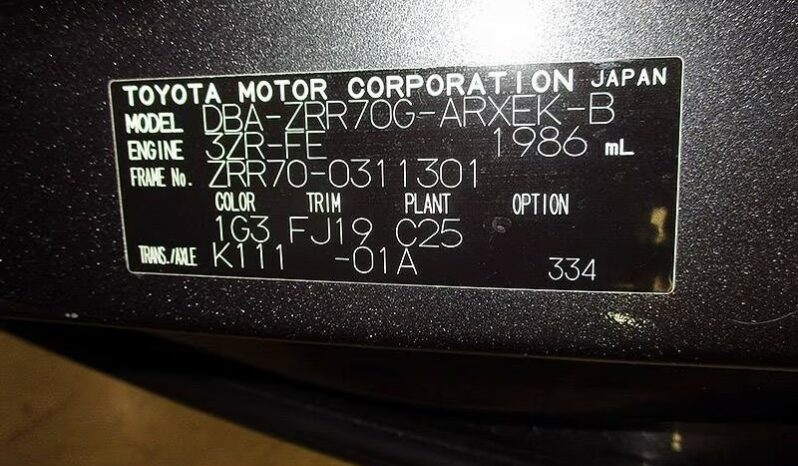 TOYOTA MOTOR CORPORATION JAPAN
MODEL DBA-ZRR70G-ARXEK-B
ENGINE 3ZR-FE 1986 mL
FRAME No. ZRR70-0311301
COLOR TRIM PLANT OPTION
1G3 FJ19 C25
TRANS./AXLE K111 -01A 334